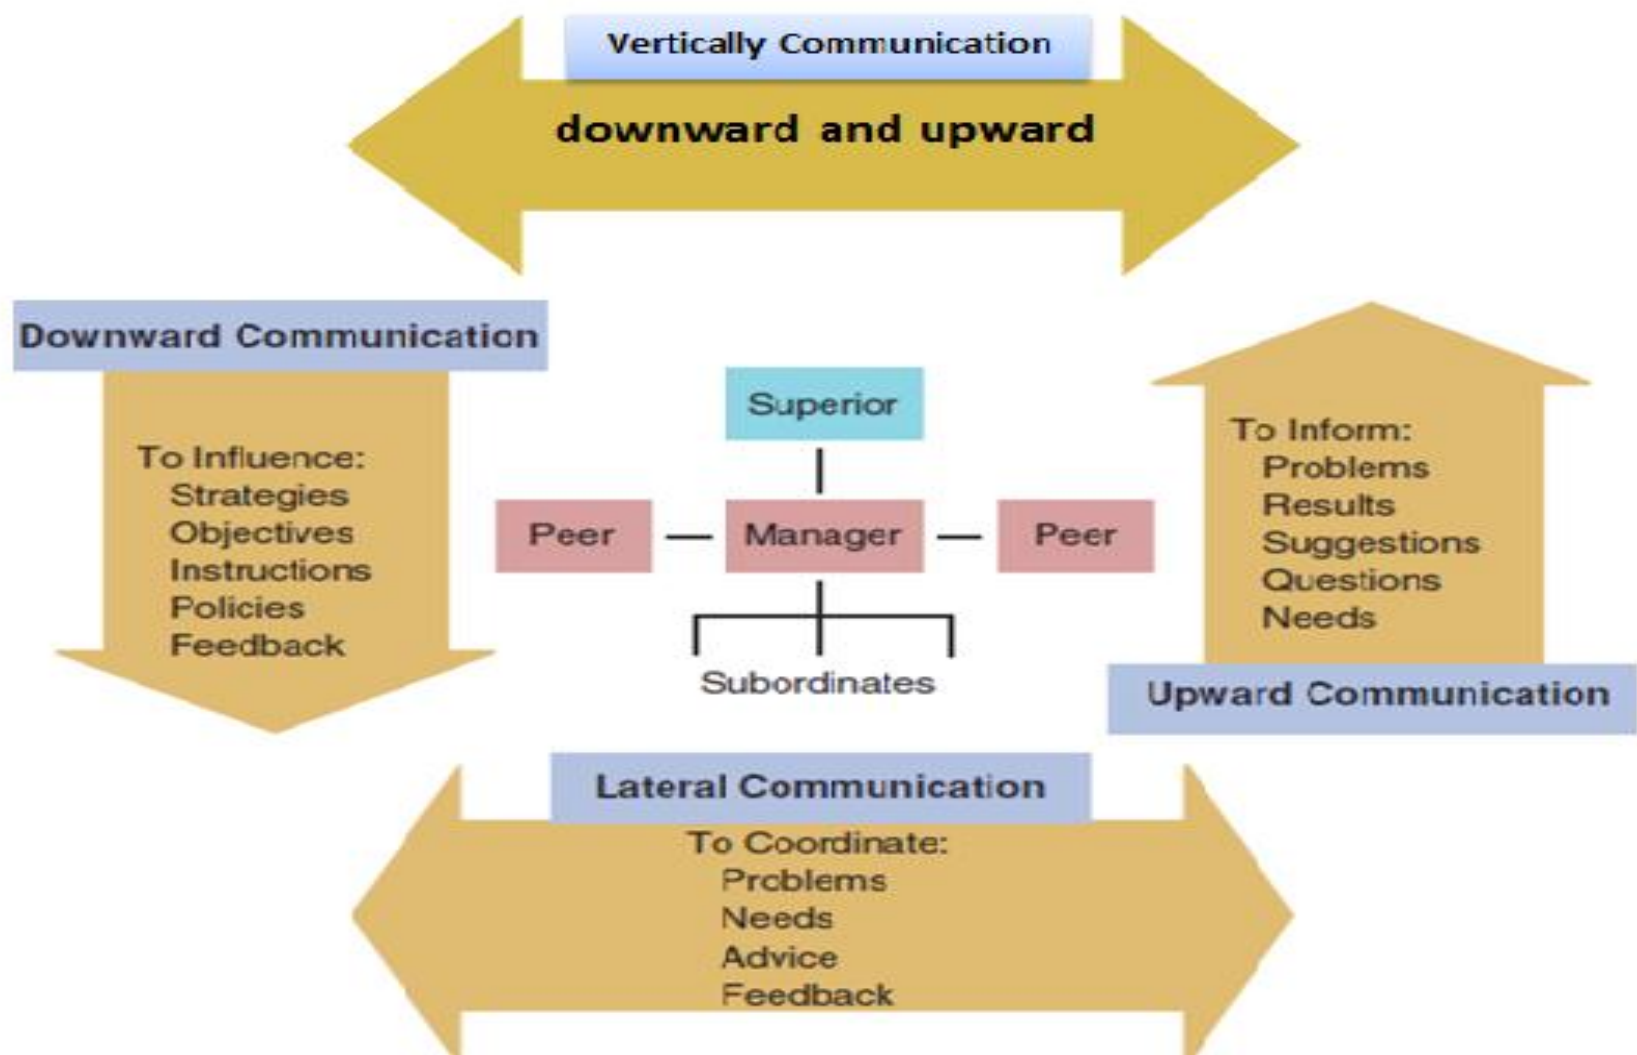 Vertically Communication
downward and upward
Downward Communication
To Influence:
Strategies
Objectives
Instructions
Policies
Feedback
Superior
Peer
Manager
Peer
Subordinates
To Inform:
Problems
Results
Suggestions
Questions
Needs
Upward Communication
Lateral Communication
To Coordinate:
Problems
Needs
Advice
Feedback